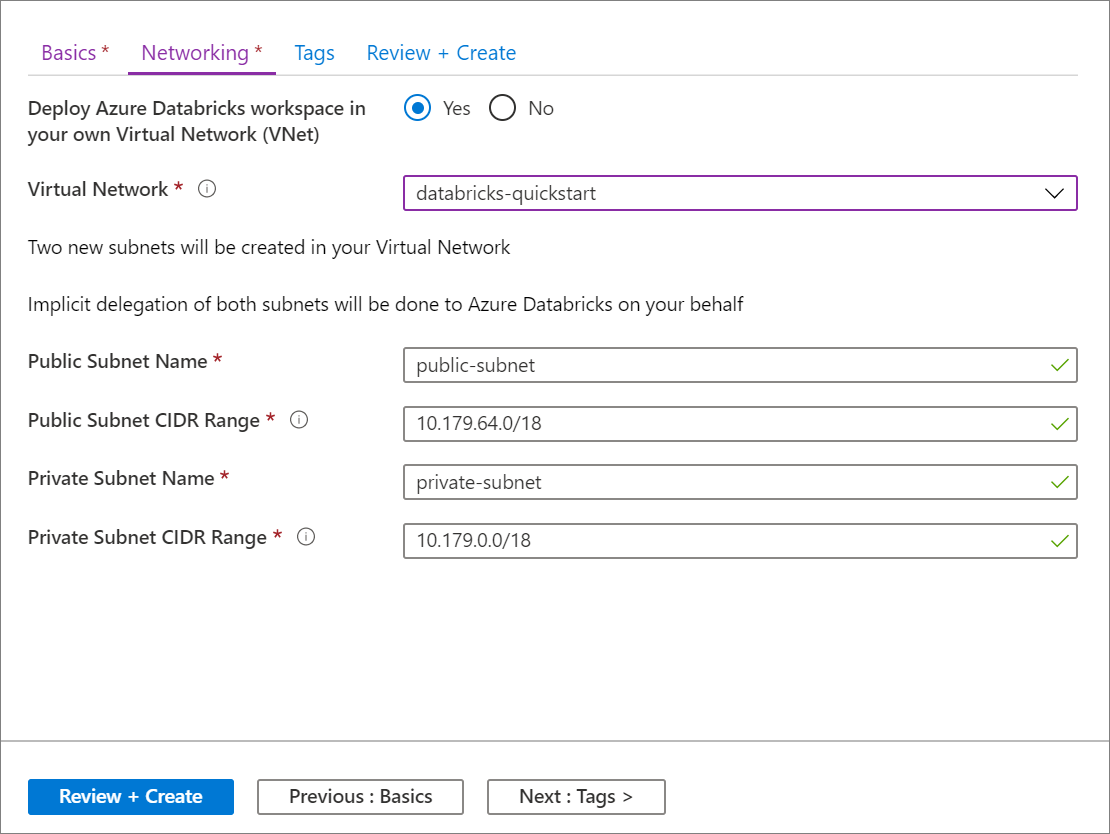 Basics * Networking * Tags Review + Create
Deploy Azure Databricks workspace in
your own Virtual Network (VNet)
Yes No
Virtual Network * databricks-quickstart
Two new subnets will be created in your Virtual Network
Implicit delegation of both subnets will be done to Azure Databricks on your behalf
Public Subnet Name * public-subnet
Public Subnet CIDR Range * 10.179.64.0/18
Private Subnet Name * private-subnet
Private Subnet CIDR Range * 10.179.0.0/18
Review + Create Previous : Basics Next : Tags >